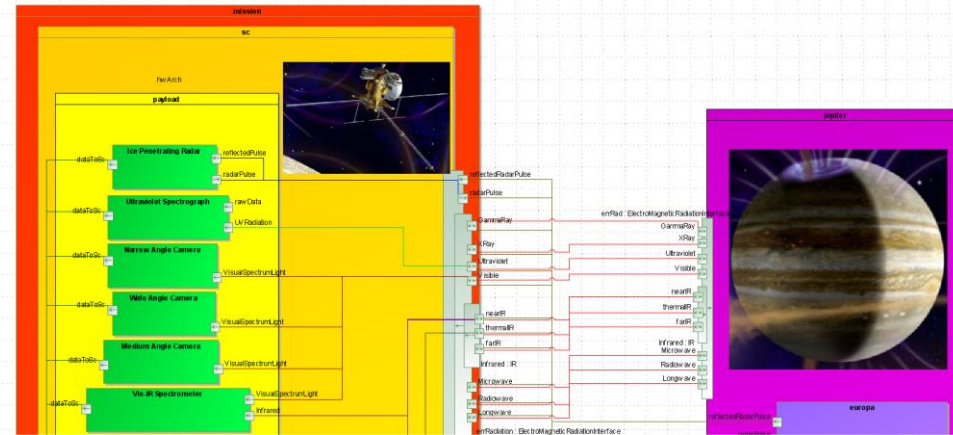 mission
sc
hwArch
payload
Ice Penetrating Radar
dataToSc
reflectedPulse
radarPulse
Ultraviolet Spectrograph
dataToSc
rawData
UVRadiation
Narrow Angle Camera
dataToSc
VisualSpectrumLight
Wide Angle Camera
dataToSc
VisualSpectrumLight
Medium Angle Camera
dataToSc
VisualSpectrumLight
Vis-IR Spectrometer
dataToSc
VisualSpectrumLight
Infrared
reflectedRadarPulse
radarPulse
GammaRay
XRay
Ultraviolet
Visible
nearIR
thermalIR
farIR
Infrared : IR
Microwave
Radiowave
Longwave
emRadiation : ElectroMagneticRadiationInterface
jupiter
emRad : ElectroMagneticRadiationInterface
GammaRay
XRay
Ultraviolet
Visible
nearIR
thermalIR
farIR
Infrared : IR
Microwave
Radiowave
Longwave
europa
reflectedRadarPulse
radarPulse